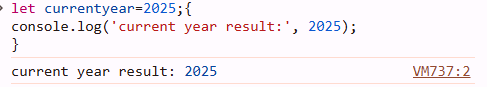 let currentyear=2025;{
console.log('current year result:', 2025);
}
current year result: 2025 VM737:2